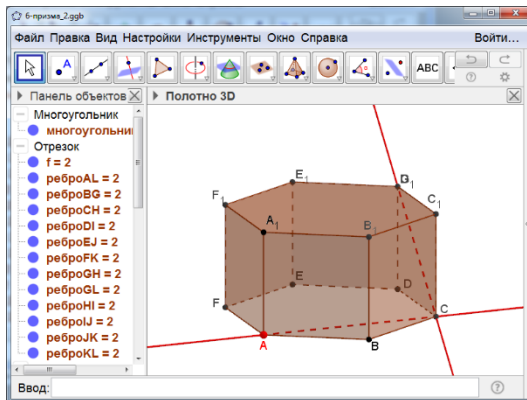 6-призма_2.ggb
Файл Правка Вид Настройки Инструменты Окно Справка Войти...
A ABC
Панель объектов Полотно 3D
Многоугольник
многоугольни
Отрезок
f = 2
реброAL = 2
реброBG = 2
реброCH = 2
реброDI = 2
реброEJ = 2
реброFK = 2
реброGH = 2
реброGL = 2
реброHI = 2
реброIJ = 2
реброJK = 2
реброKL = 2
E1
F1
C1
A1
B1
E
D
F
C
A
B
Ввод: